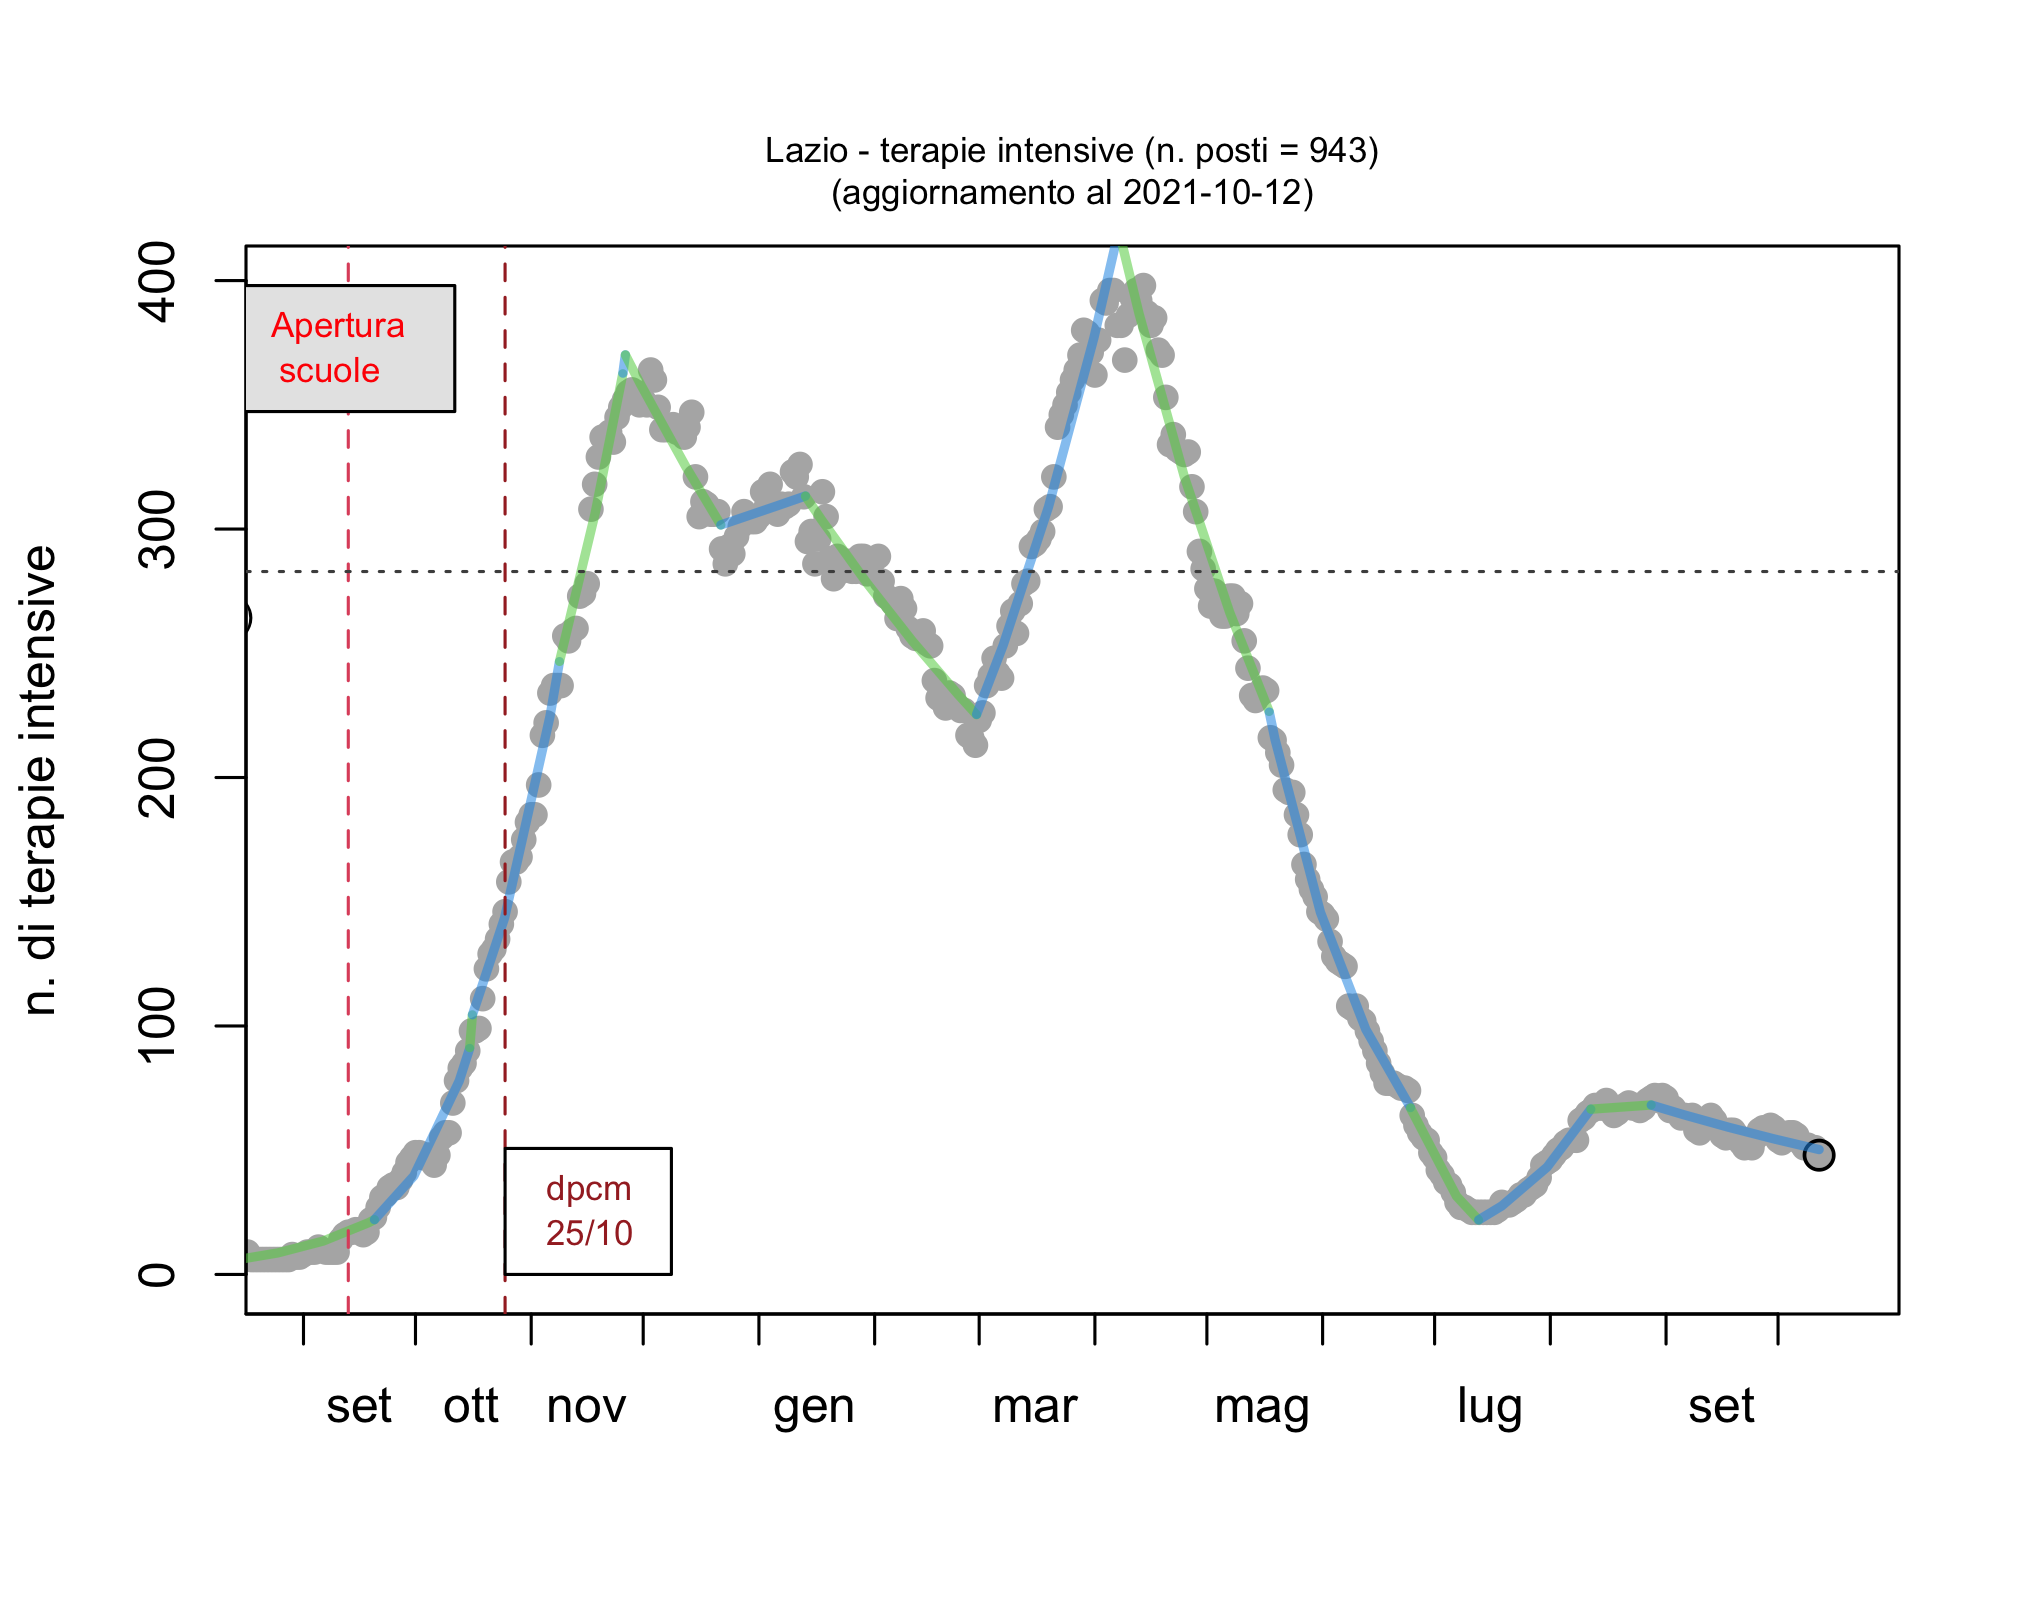 Lazio - terapie intensive (n. posti = 943)
(aggiornamento al 2021-10-12)
n. di terapie intensive
400
300
200
100
0
Apertura
scuole
dpcm
25/10
set ott nov gen mar mag lug set